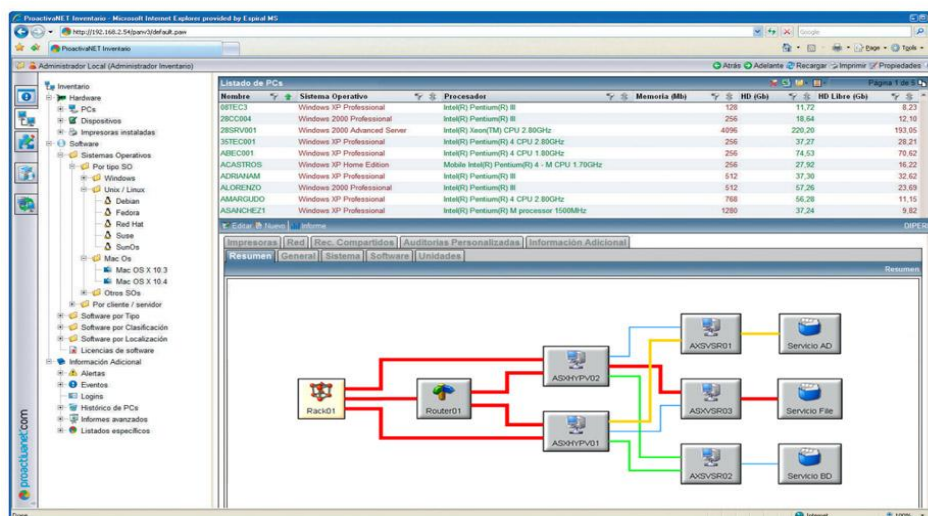 ProactivaNET Inventario - Microsoft Internet Explorer provided by Espiral MS
http://192.168.2.54/panv3/default.paw
Google
ProactivaNET Inventario
Page
Tools
Administrador Local (Administrador Inventario)
Atrás Adelante Recargar Imprimir Propiedades
Inventario
Hardware
PCs
Dispositivos
Impresoras instaladas
Software
Sistemas Operativos
Por tipo SO
Windows
Unix / Linux
Debian
Fedora
Red Hat
Suse
SunOs
Mac Os
Mac OS X 10.3
Mac OS X 10.4
Otros SOs
Por cliente / servidor
Software por Tipo
Software por Clasificación
Software por Localización
Licencias de software
Información Adicional
Alertas
Eventos
Logins
Histórico de PCs
Informes avanzados
Listados específicos
proactivanet.com
Listado de PCs
Página 1 de 5
Nombre Sistema Operativo Procesador Memoria (Mb) HD (Gb) HD Libre (Gb)
08TEC3 Windows XP Professional Intel(R) Pentium(R) III 128 11,72 8,23
28CC004 Windows 2000 Professional Intel(R) Pentium(R) III 256 18,64 12,10
28SRV001 Windows 2000 Advanced Server Intel(R) Xeon(TM) CPU 2.80GHz 4096 220,20 193,05
35TEC001 Windows XP Professional Intel(R) Pentium(R) 4 CPU 2.80GHz 256 37,27 28,21
ABEC001 Windows XP Professional Intel(R) Pentium(R) 4 CPU 1.80GHz 256 74,53 70,62
ACASTROS Windows XP Home Edition Mobile Intel(R) Pentium(R) 4 - M CPU 1.70GHz 256 27,92 16,22
ADRIANAM Windows XP Professional Intel(R) Pentium(R) III 512 37,30 32,62
ALORENZO Windows 2000 Professional Intel(R) Pentium(R) III 512 57,26 23,69
AMARGUDO Windows XP Professional Intel(R) Pentium(R) 4 CPU 2.80GHz 768 56,28 11,15
ASANCHEZ1 Windows XP Professional Intel(R) Pentium(R) M processor 1500MHz 1280 37,24 9,82
Editar Nuevo Informe
DIPER
Impresoras Red Rec. Compartidos Auditorias Personalizadas Información Adicional
Resumen General Sistema Software Unidades
Resumen
AXSVSR01
Servicio AD
ASXHYPV02
Rack01
Router01
AXSVSR03
Servicio File
ASXHYPV01
AXSVSR02
Servicio BD
Done
Internet
100%